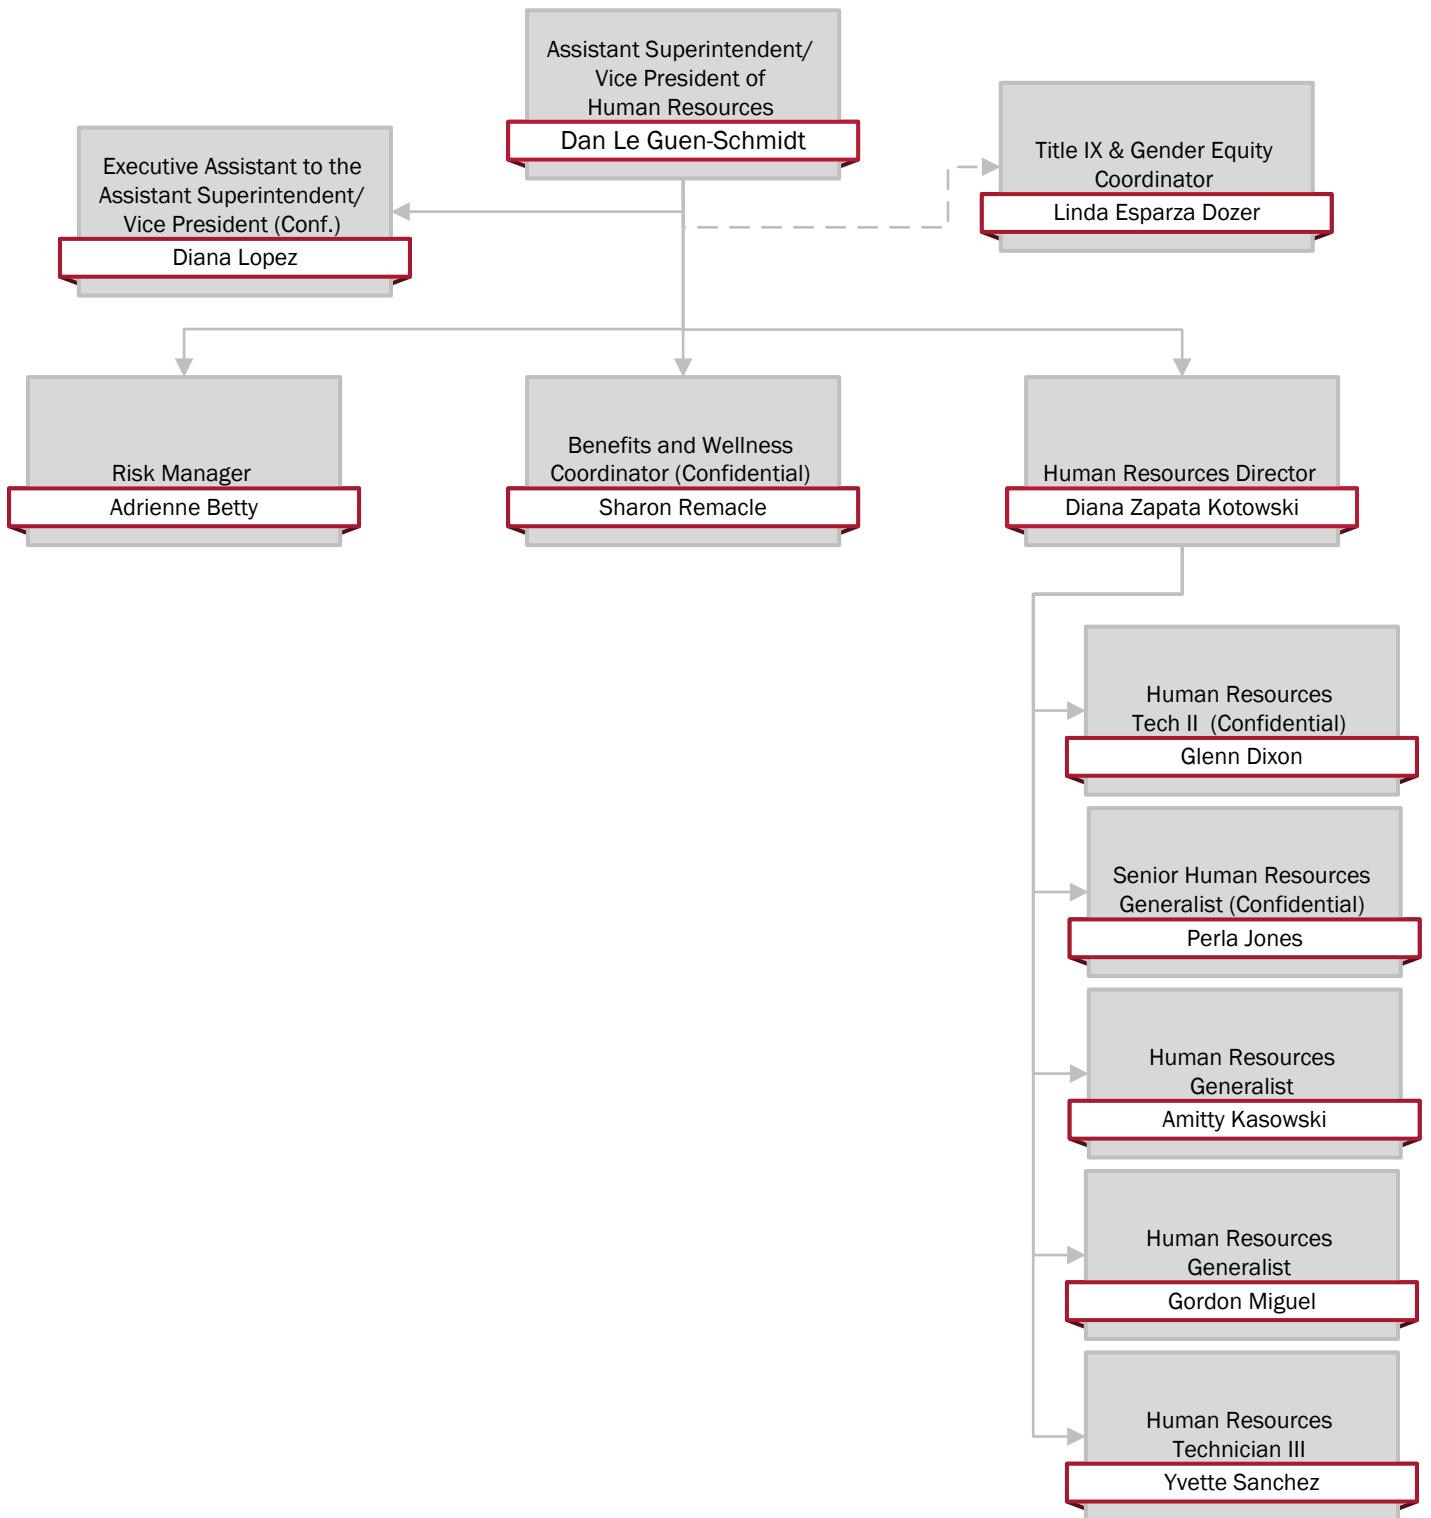 Assistant Superintendent/
Vice President of
Human Resources
Dan Le Guen-Schmidt
Executive Assistant to the
Assistant Superintendent/
Vice President (Conf.)
Diana Lopez
Title IX & Gender Equity
Coordinator
Linda Esparza Dozer
Risk Manager
Adrienne Betty
Benefits and Wellness
Coordinator (Confidential)
Sharon Remacle
Human Resources Director
Diana Zapata Kotowski
Human Resources
Tech II  (Confidential)
Glenn Dixon
Senior Human Resources
Generalist (Confidential)
Perla Jones
Human Resources
Generalist
Amitty Kasowski
Human Resources
Generalist
Gordon Miguel
Human Resources
Technician III
Yvette Sanchez